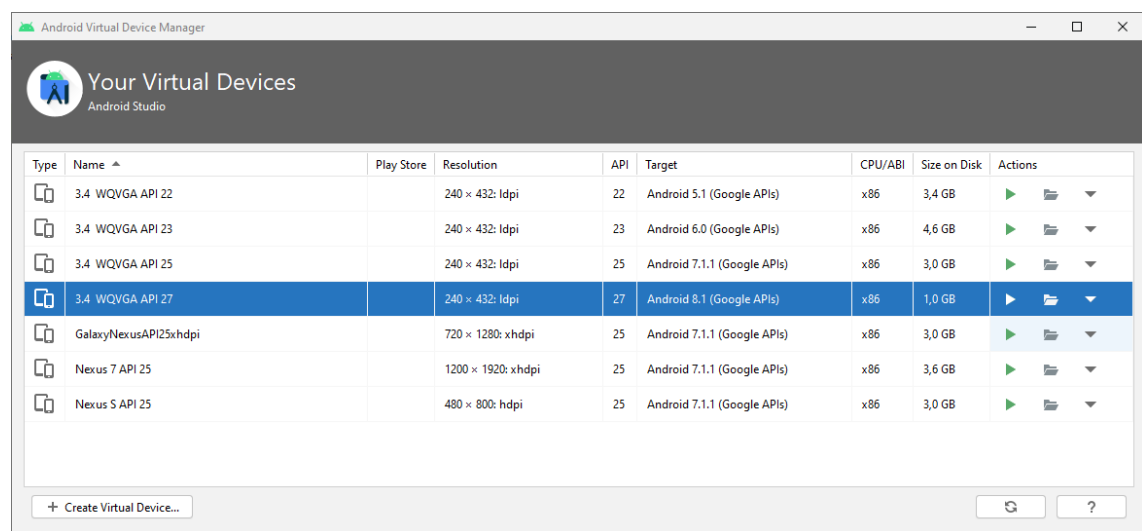 Android Virtual Device Manager
Your Virtual Devices
Android Studio
Type Name Play Store Resolution API Target CPU/ABI Size on Disk Actions
3.4 WQVGA API 22 240 × 432: ldpi 22 Android 5.1 (Google APIs) x86 3,4 GB
3.4 WQVGA API 23 240 × 432: ldpi 23 Android 6.0 (Google APIs) x86 4,6 GB
3.4 WQVGA API 25 240 × 432: ldpi 25 Android 7.1.1 (Google APIs) x86 3,0 GB
3.4 WQVGA API 27 240 × 432: ldpi 27 Android 8.1 (Google APIs) x86 1,0 GB
GalaxyNexusAPI25xhdpi 720 × 1280: xhdpi 25 Android 7.1.1 (Google APIs) x86 3,0 GB
Nexus 7 API 25 1200 × 1920: xhdpi 25 Android 7.1.1 (Google APIs) x86 3,6 GB
Nexus S API 25 480 × 800: hdpi 25 Android 7.1.1 (Google APIs) x86 3,0 GB
+ Create Virtual Device... ?